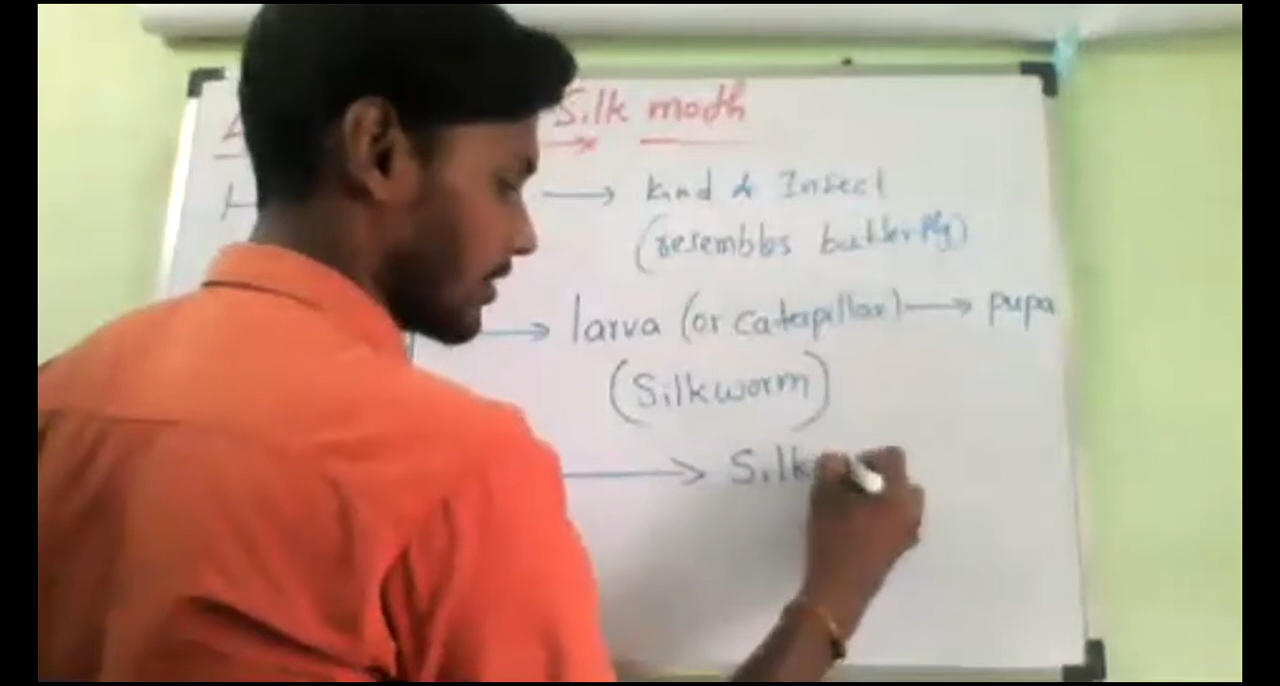 Silk moth
→ Kind of Insect
(resembles butterfly)
→ larva (or caterpillar) → pupa
(Silkworm)
→ Silk